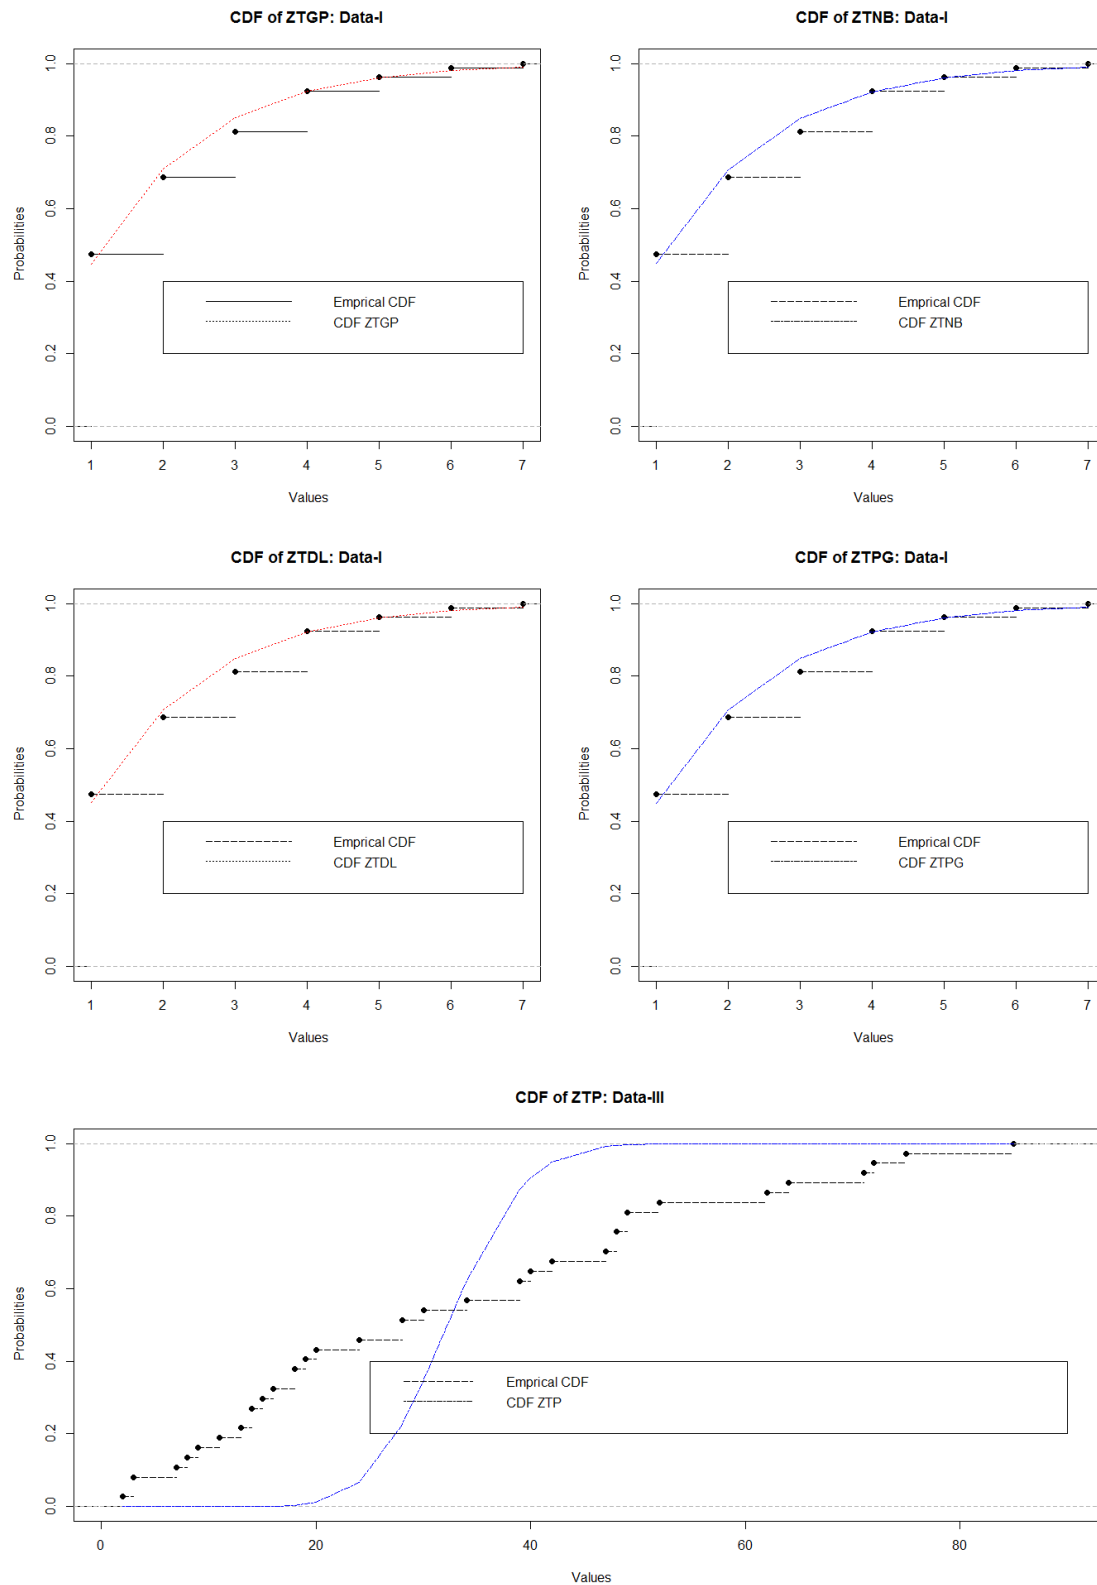 CDF of ZTGP: Data-I
Probabilities
1.0
0.8
0.6
0.4
0.2
0.0
Emprical CDF
CDF ZTGP
1 2 3 4 5 6 7
Values
CDF of ZTNB: Data-I
Probabilities
1.0
0.8
0.6
0.4
0.2
0.0
Emprical CDF
CDF ZTNB
1 2 3 4 5 6 7
Values
CDF of ZTDL: Data-I
Probabilities
1.0
0.8
0.6
0.4
0.2
0.0
Emprical CDF
CDF ZTDL
1 2 3 4 5 6 7
Values
CDF of ZTPG: Data-I
Probabilities
1.0
0.8
0.6
0.4
0.2
0.0
Emprical CDF
CDF ZTPG
1 2 3 4 5 6 7
Values
CDF of ZTP: Data-III
Probabilities
1.0
0.8
0.6
0.4
0.2
0.0
Emprical CDF
CDF ZTP
0 20 40 60 80
Values